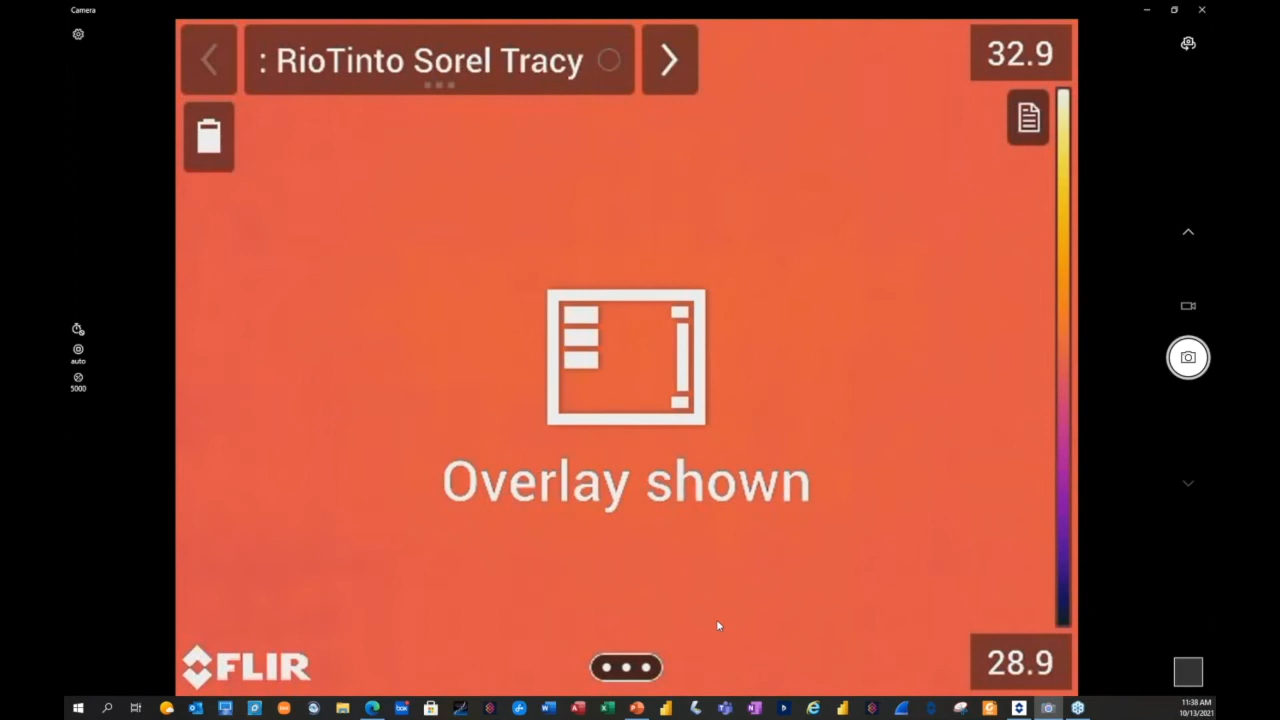 Camera
: RioTinto Sorel Tracy
32.9
auto
5000
Overlay shown
FLIR
28.9
11:38 AM
10/13/2021